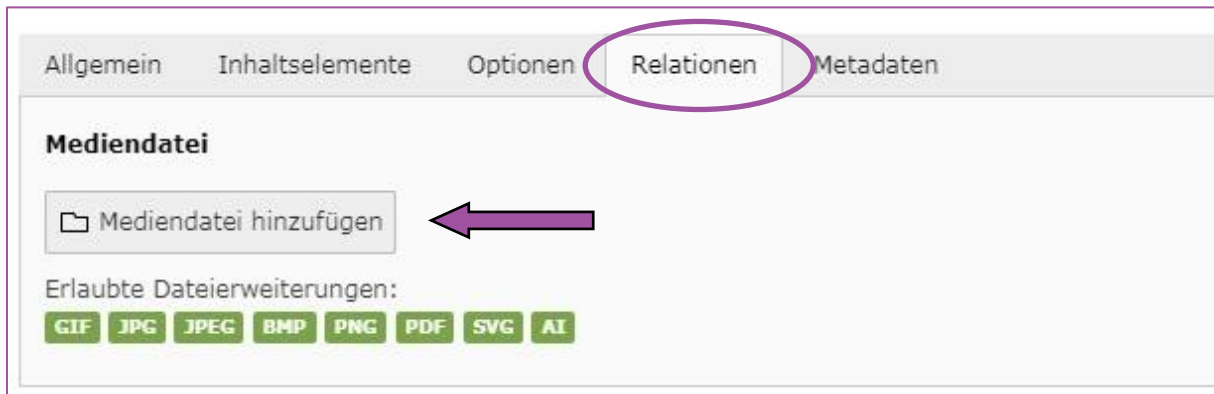 Allgemein Inhaltselemente Optionen Relationen Metadaten
Mediendatei
Mediendatei hinzufügen
Erlaubte Dateierweiterungen:
GIF JPG JPEG BMP PNG PDF SVG AI